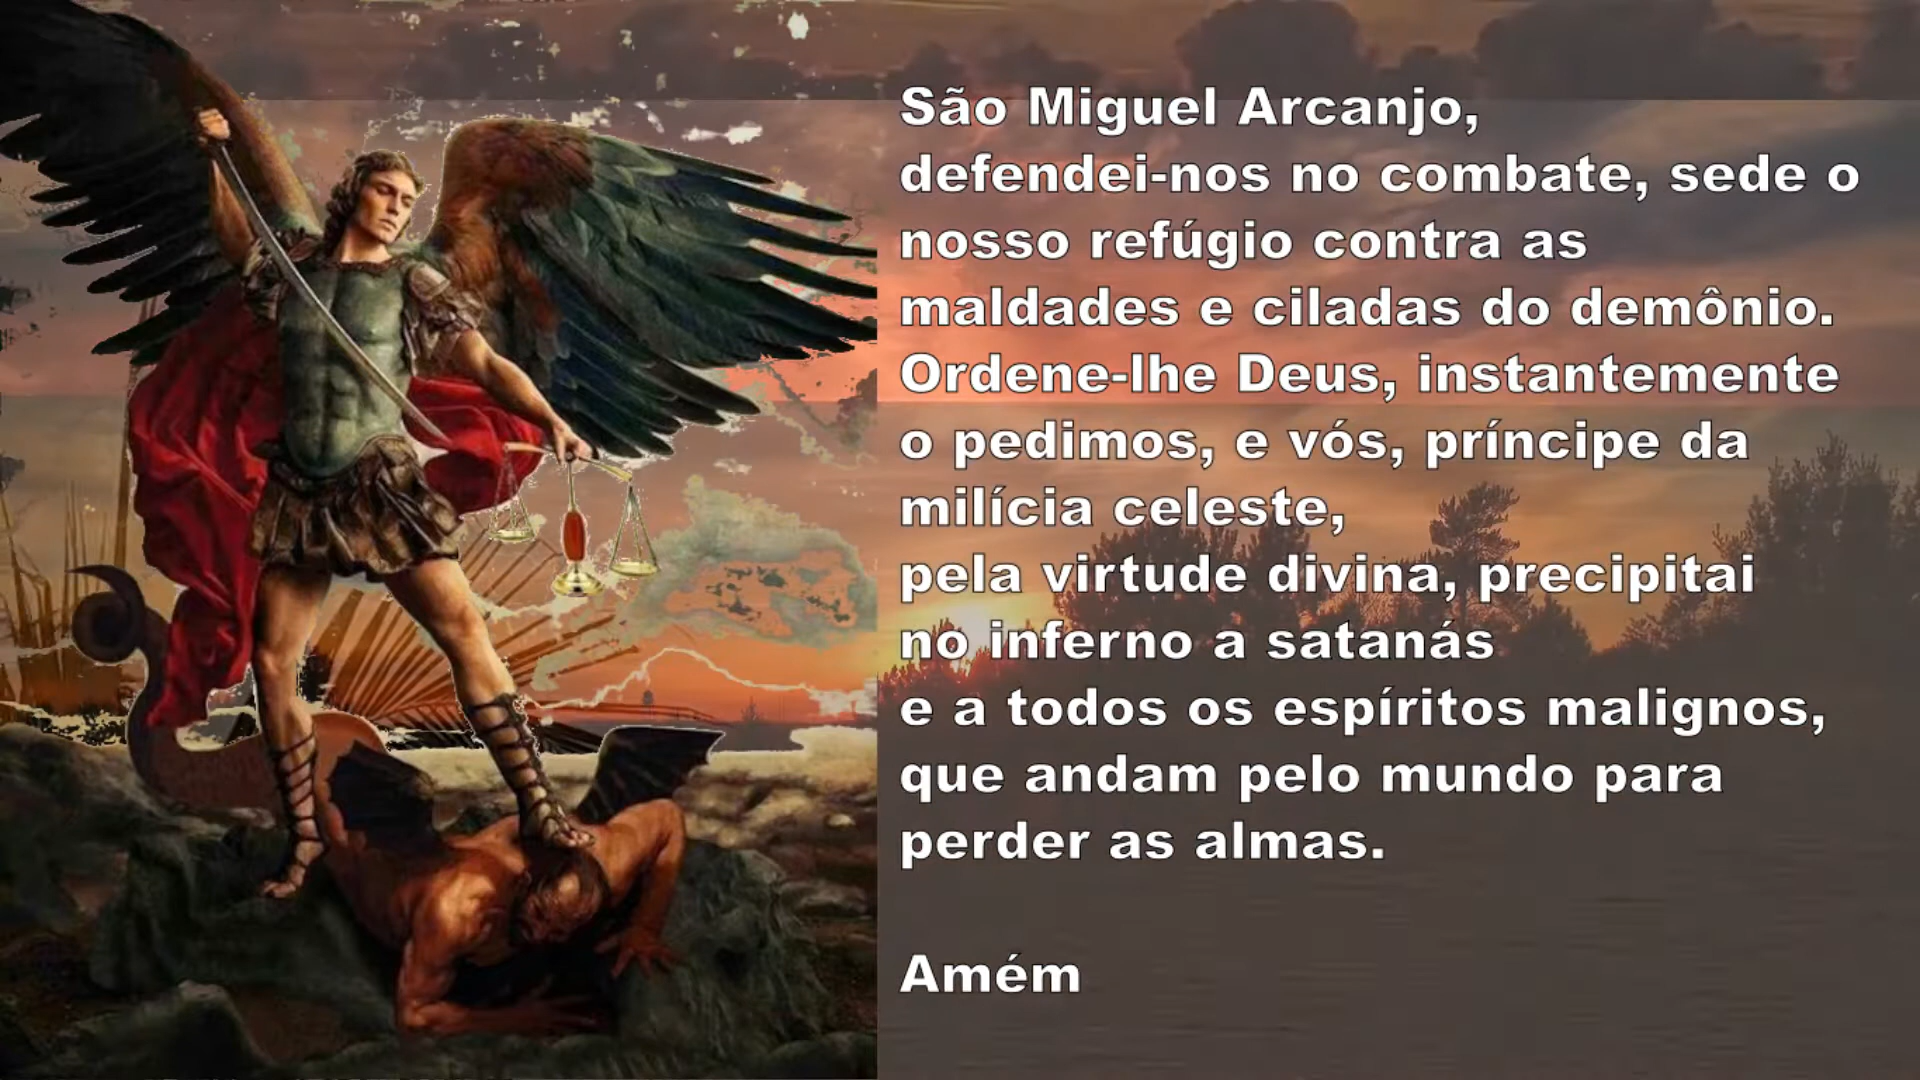 São Miguel Arcanjo,
defendei-nos no combate, sede o
nosso refúgio contra as
maldades e ciladas do demônio.
Ordene-lhe Deus, instantemente
o pedimos, e vós, príncipe da
milícia celeste,
pela virtude divina, precipitai
no inferno a satanás
e a todos os espíritos malignos,
que andam pelo mundo para
perder as almas.
Amém